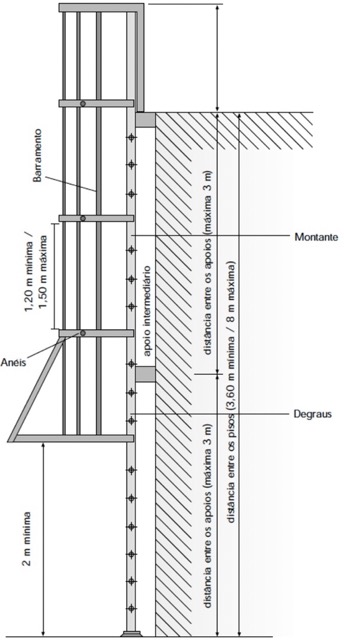 Barramento
1,20 m mínima /
1,50 m máxima
Anéis
2 m mínima
apoio intermediário
distância entre os apoios (máxima 3 m)
distância entre os apoios (máxima 3 m)
distância entre os pisos (3,60 m mínima / 8 m máxima)
Montante
Degraus